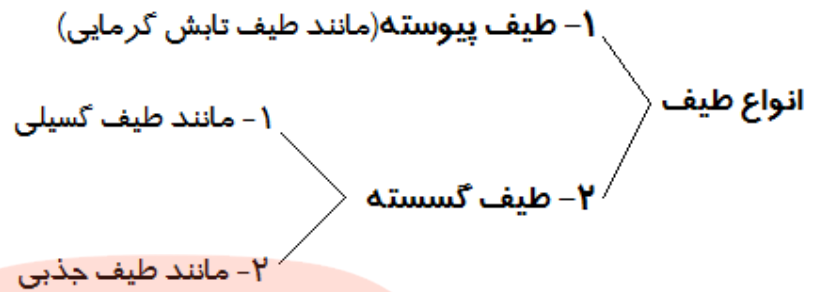 انواع طیف
۱- طیف پیوسته(مانند طیف تابش گرمایی)
۲- طیف گسسته
۱- مانند طیف گسیلی
۲- مانند طیف جذبی